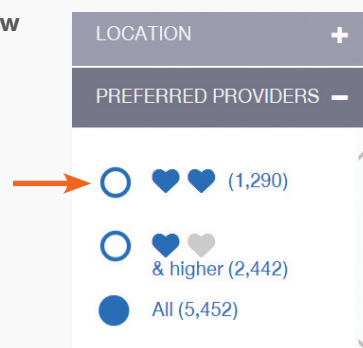 w
LOCATION +
PREFERRED PROVIDERS –
(1,290)
& higher (2,442)
All (5,452)